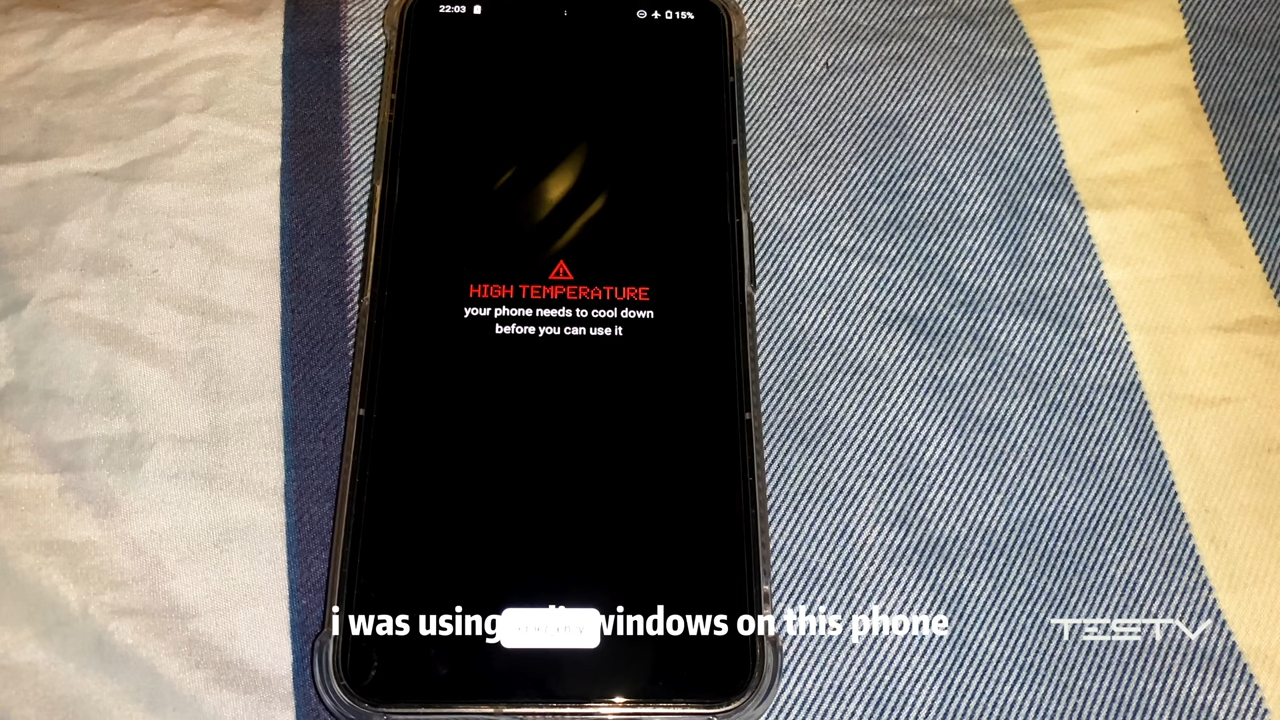 22:03
15%
HIGH TEMPERATURE
your phone needs to cool down
before you can use it
i was using windows on this phone
TESTV